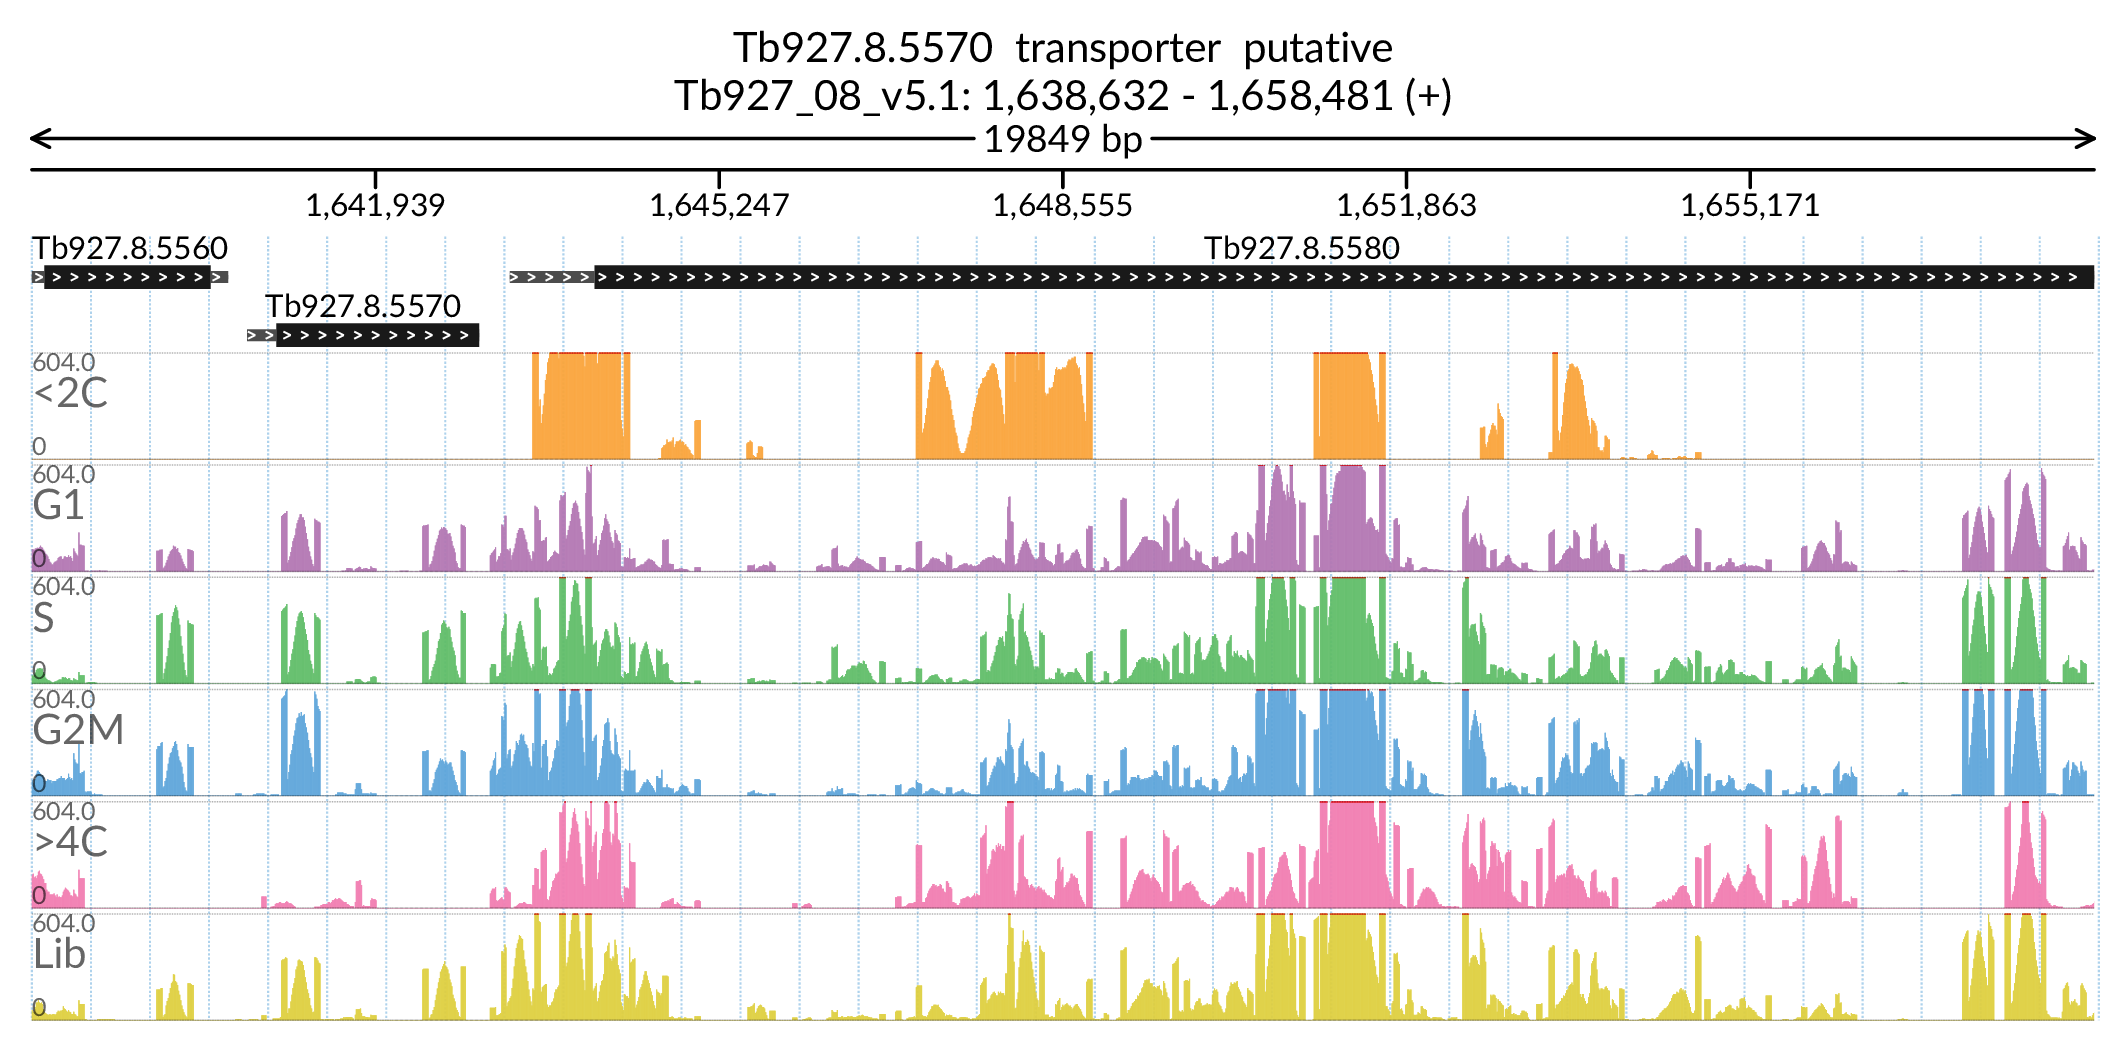 Tb927.8.5570 transporter putative
Tb927_08_v5.1: 1,638,632 - 1,658,481 (+)
19849 bp
1,641,939 1,645,247 1,648,555 1,651,863 1,655,171
Tb927.8.5560 Tb927.8.5580
Tb927.8.5570
604.0
<2C
0
604.0
G1
0
604.0
S
0
604.0
G2M
0
604.0
>4C
0
604.0
Lib
0